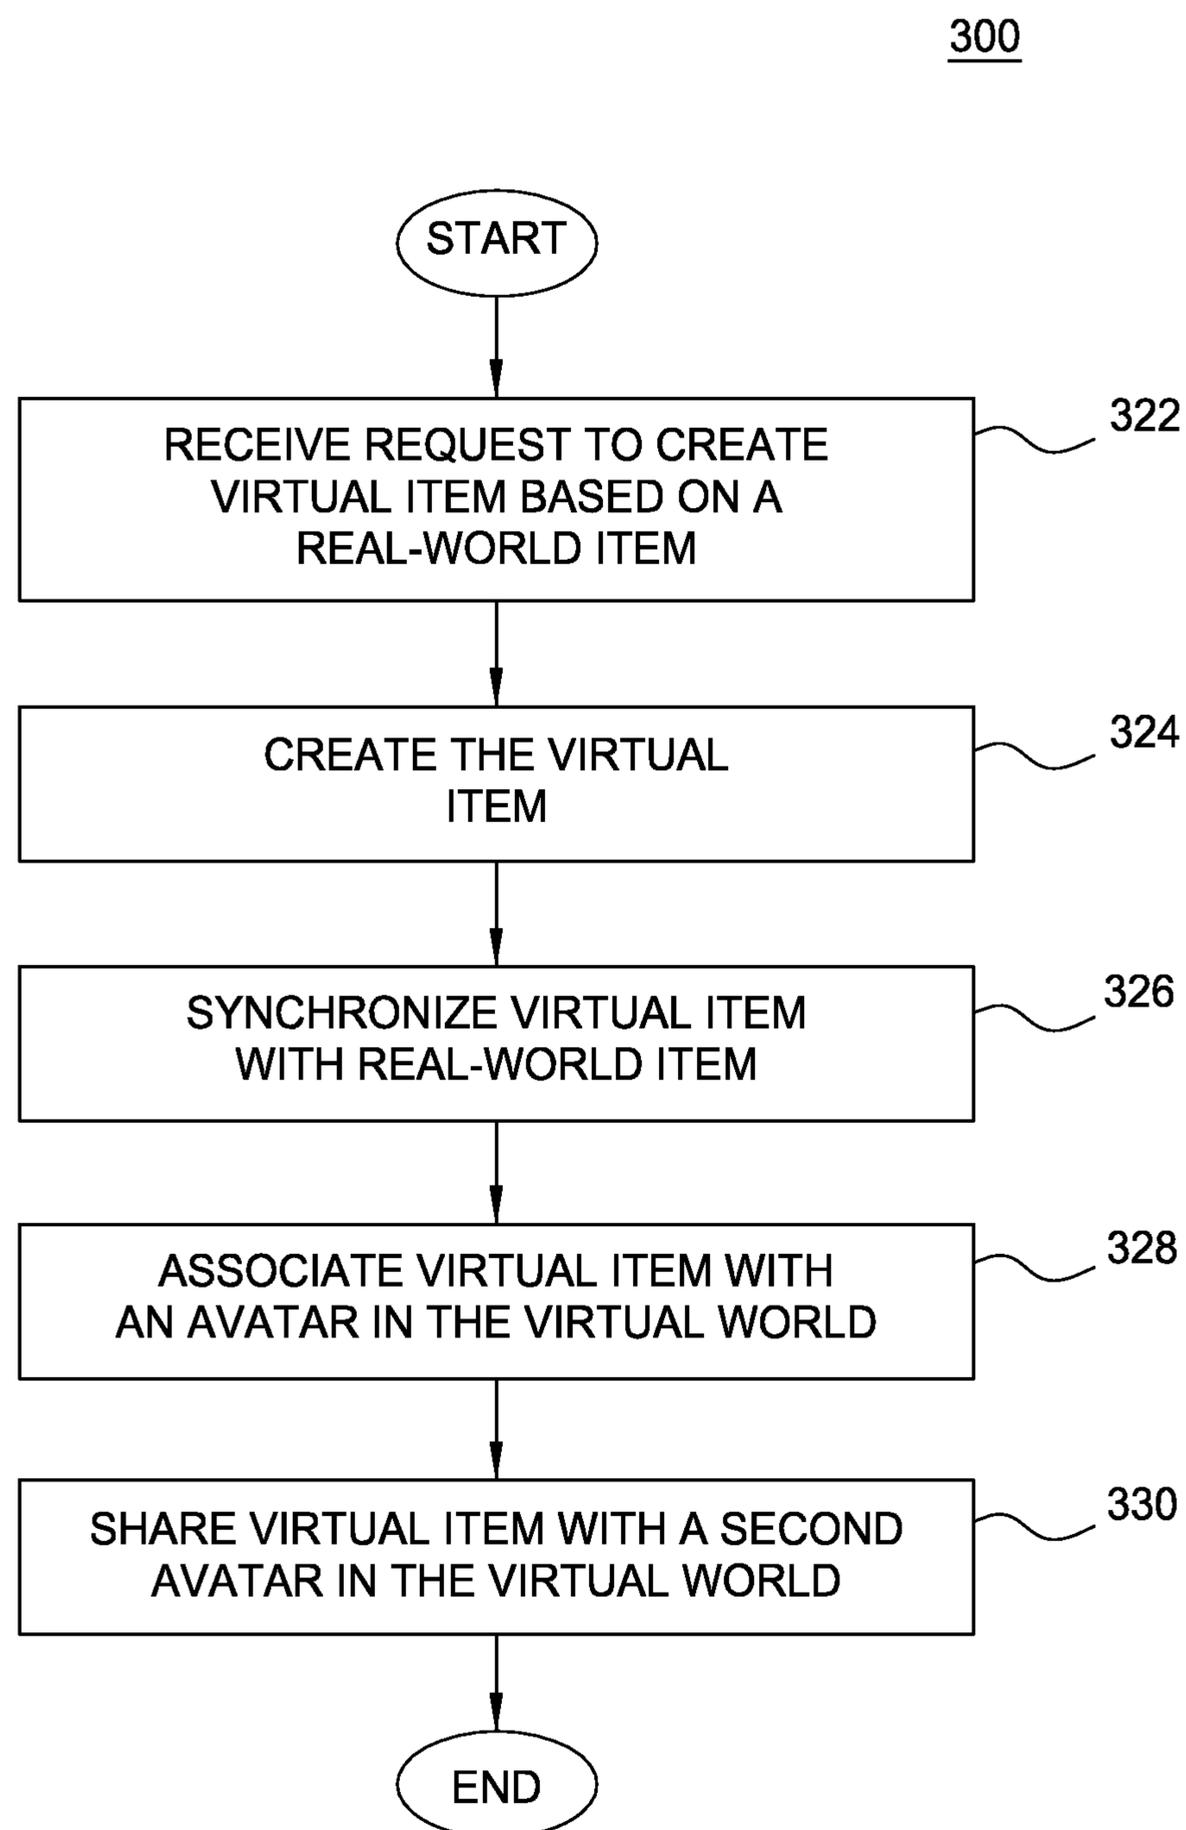 300
START
RECEIVE REQUEST TO CREATE
VIRTUAL ITEM BASED ON A
REAL-WORLD ITEM
322
CREATE THE VIRTUAL
ITEM
324
SYNCHRONIZE VIRTUAL ITEM
WITH REAL-WORLD ITEM
326
ASSOCIATE VIRTUAL ITEM WITH
AN AVATAR IN THE VIRTUAL WORLD
328
SHARE VIRTUAL ITEM WITH A SECOND
AVATAR IN THE VIRTUAL WORLD
330
END